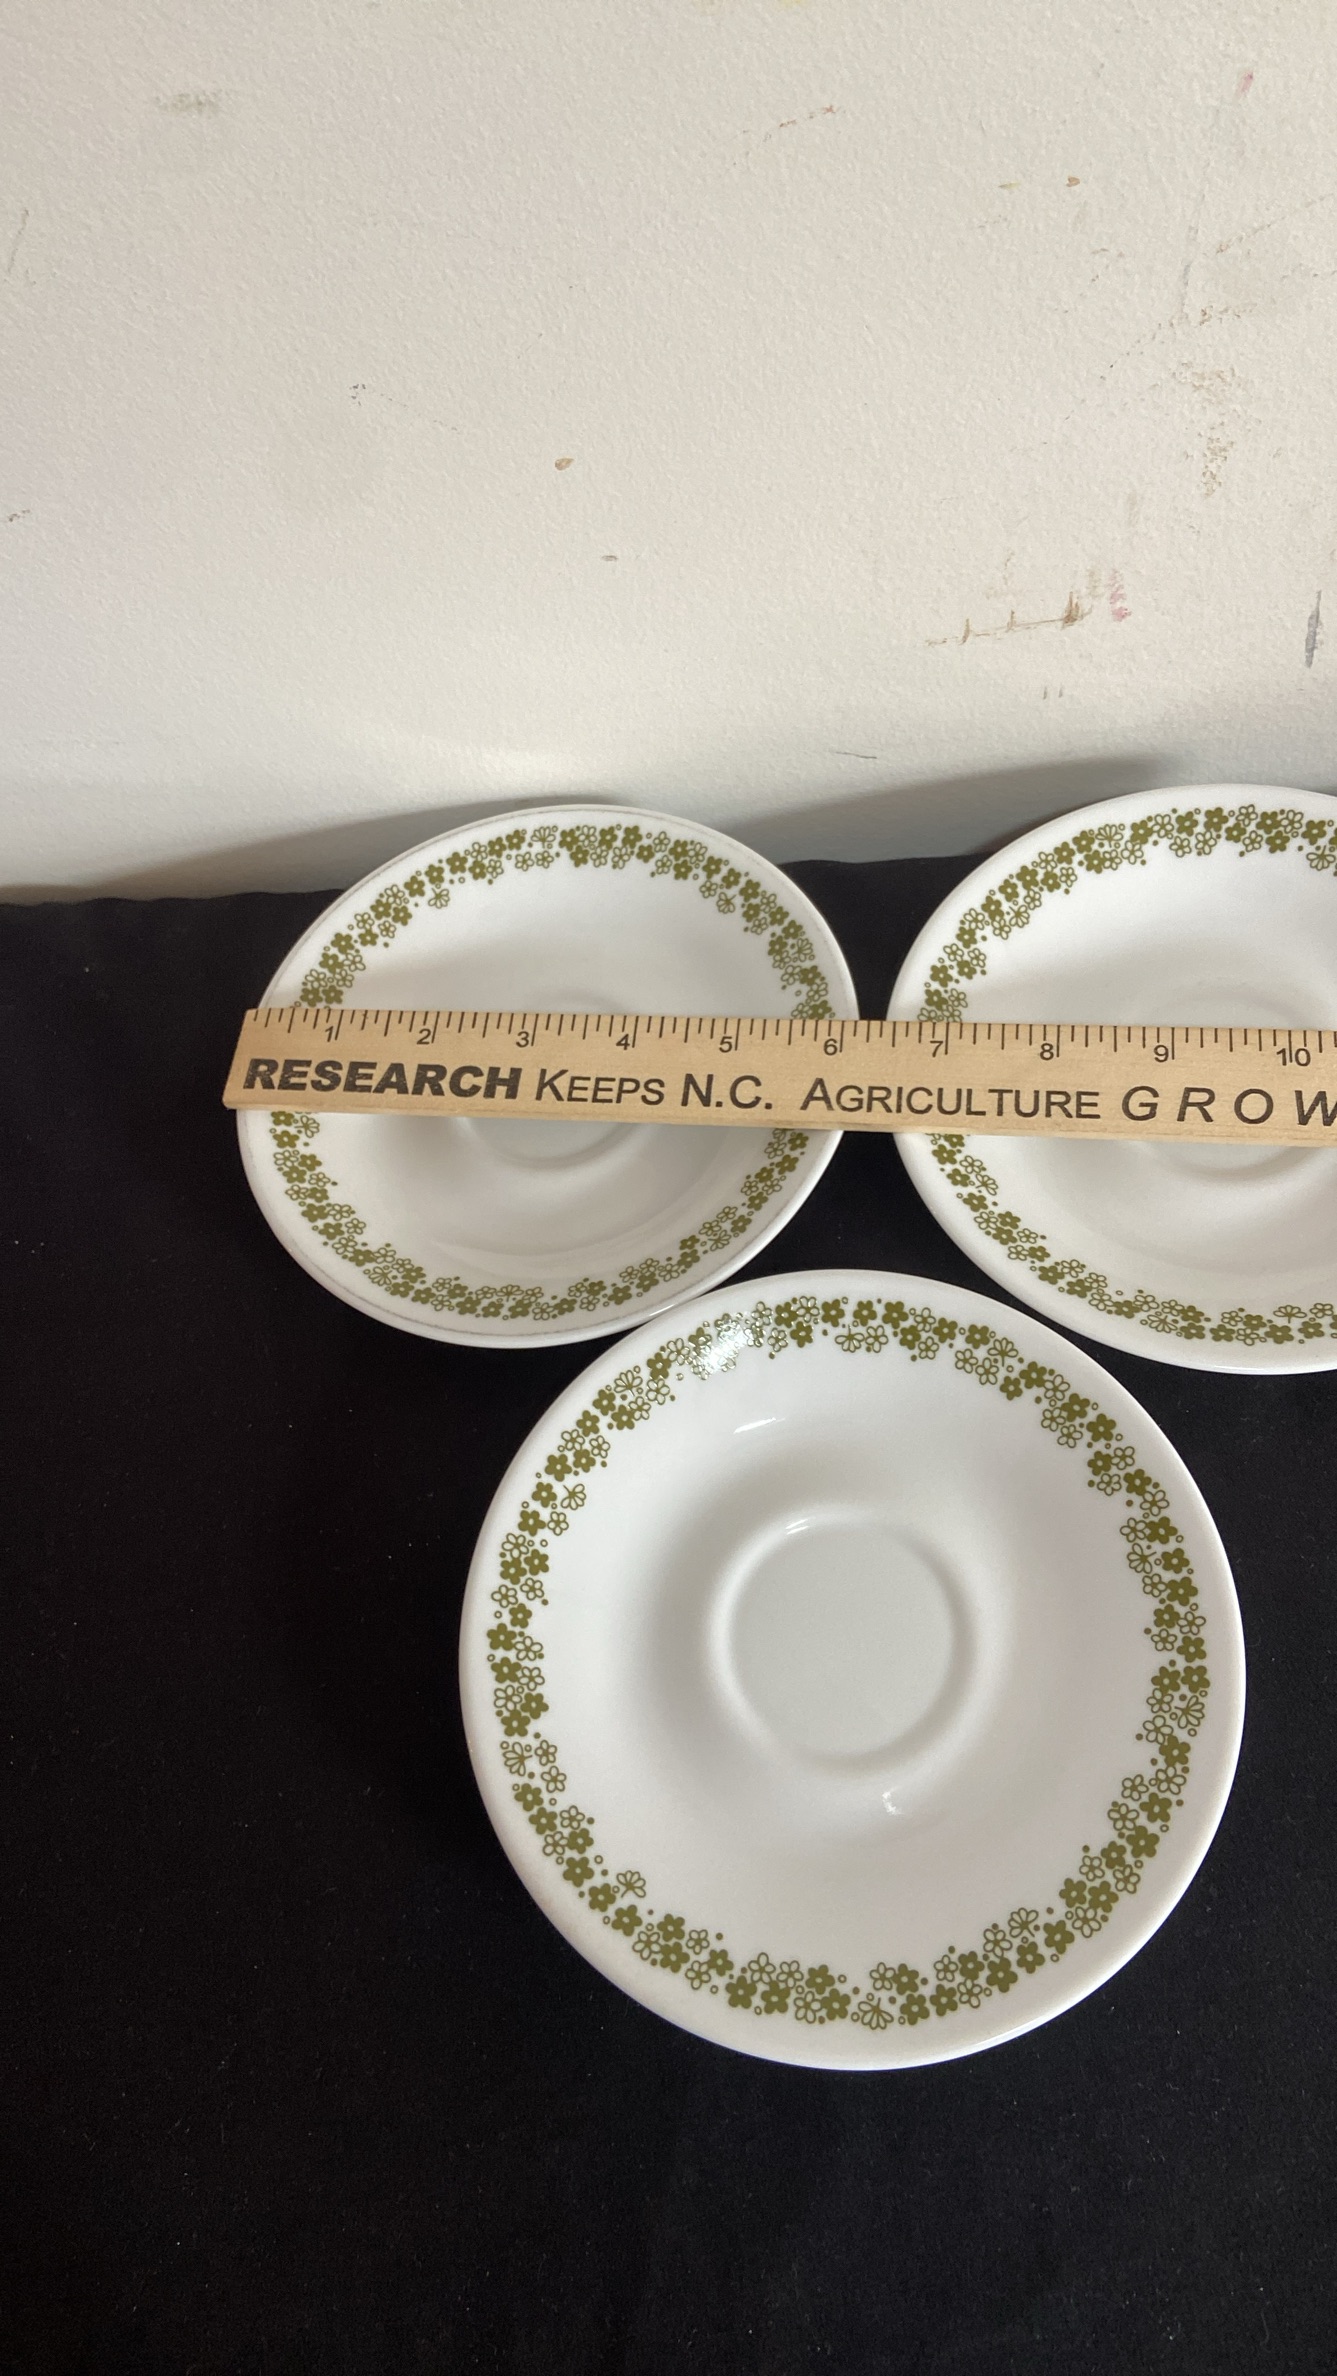 1 2 3 4 5 6 7 8 9 10
RESEARCH KEEPS N.C. AGRICULTURE GROW